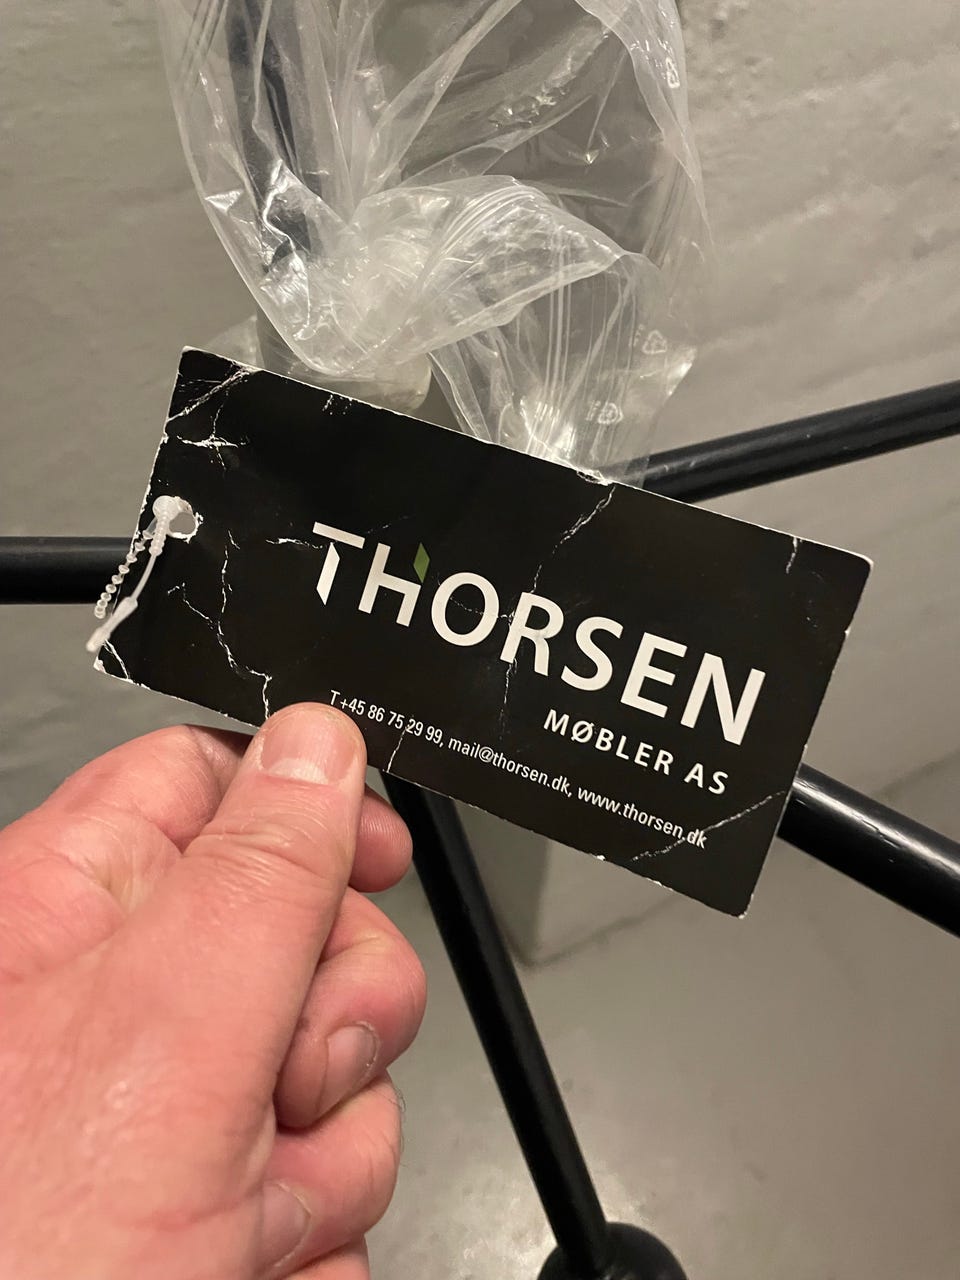 THORSEN
MØBLER AS
T +45 86 75 29 99, mail@thorsen.dk, www.thorsen.dk